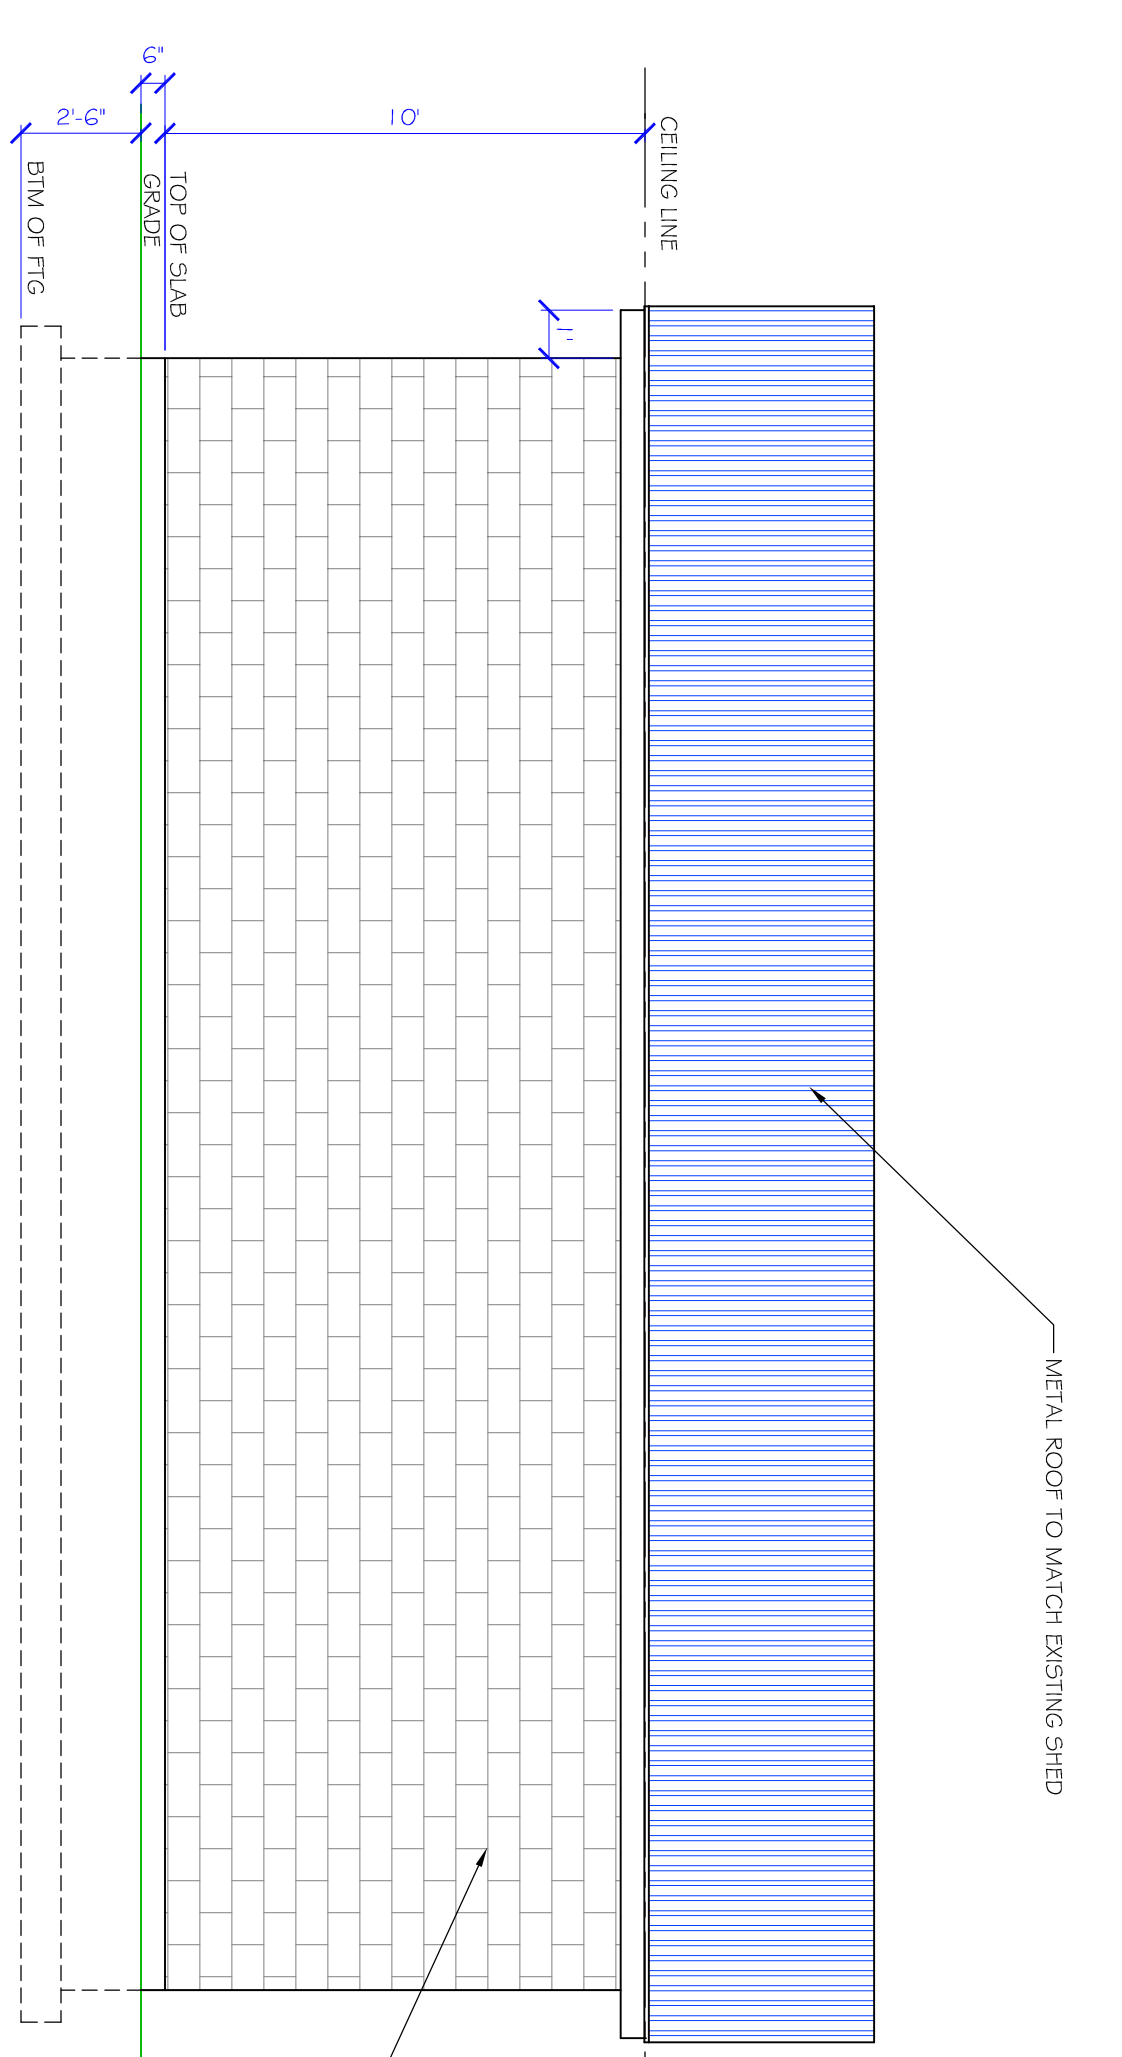 6"
2'-6"
10'
CEILING LINE
TOP OF SLAB
GRADE
BTM OF FTG
1'
METAL ROOF TO MATCH EXISTING SHED